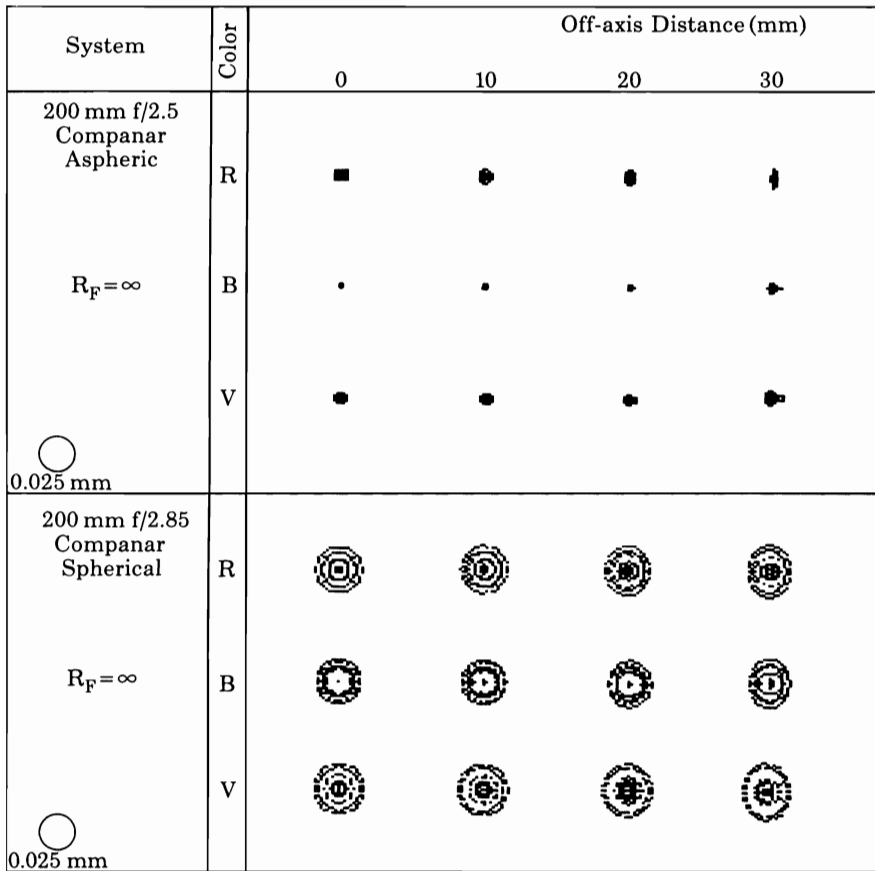 System
Color
Off-axis Distance (mm)
0 10 20 30
200 mm f/2.5
Companar
Aspheric
R
R_F=∞
B
V
0.025 mm
200 mm f/2.85
Companar
Spherical
R
R_F=∞
B
V
0.025 mm